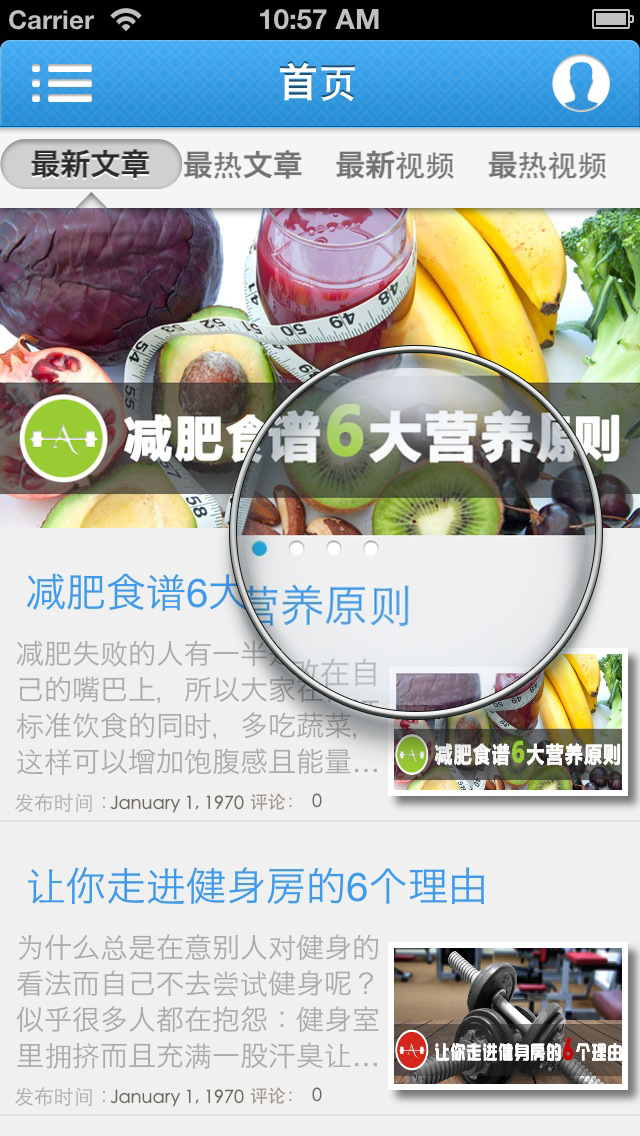 Carrier 10:57 AM
首页
最新文章 最热文章 最新视频 最热视频
54 53 52 50 49 48
57
58
减肥食谱6大营养原则
减肥食谱6大营养原则
减肥失败的人有一半是败在自
己的嘴巴上，所以大家在
标准饮食的同时，多吃蔬菜，
这样可以增加饱腹感且能量...
减肥食谱6大营养原则
发布时间：January 1, 1970 评论： 0
让你走进健身房的6个理由
为什么总是在意别人对健身的
看法而自己不去尝试健身呢？
似乎很多人都在抱怨：健身室
里拥挤而且充满一股汗臭让...
让你走进健身房的6个理由
发布时间：January 1, 1970 评论： 0